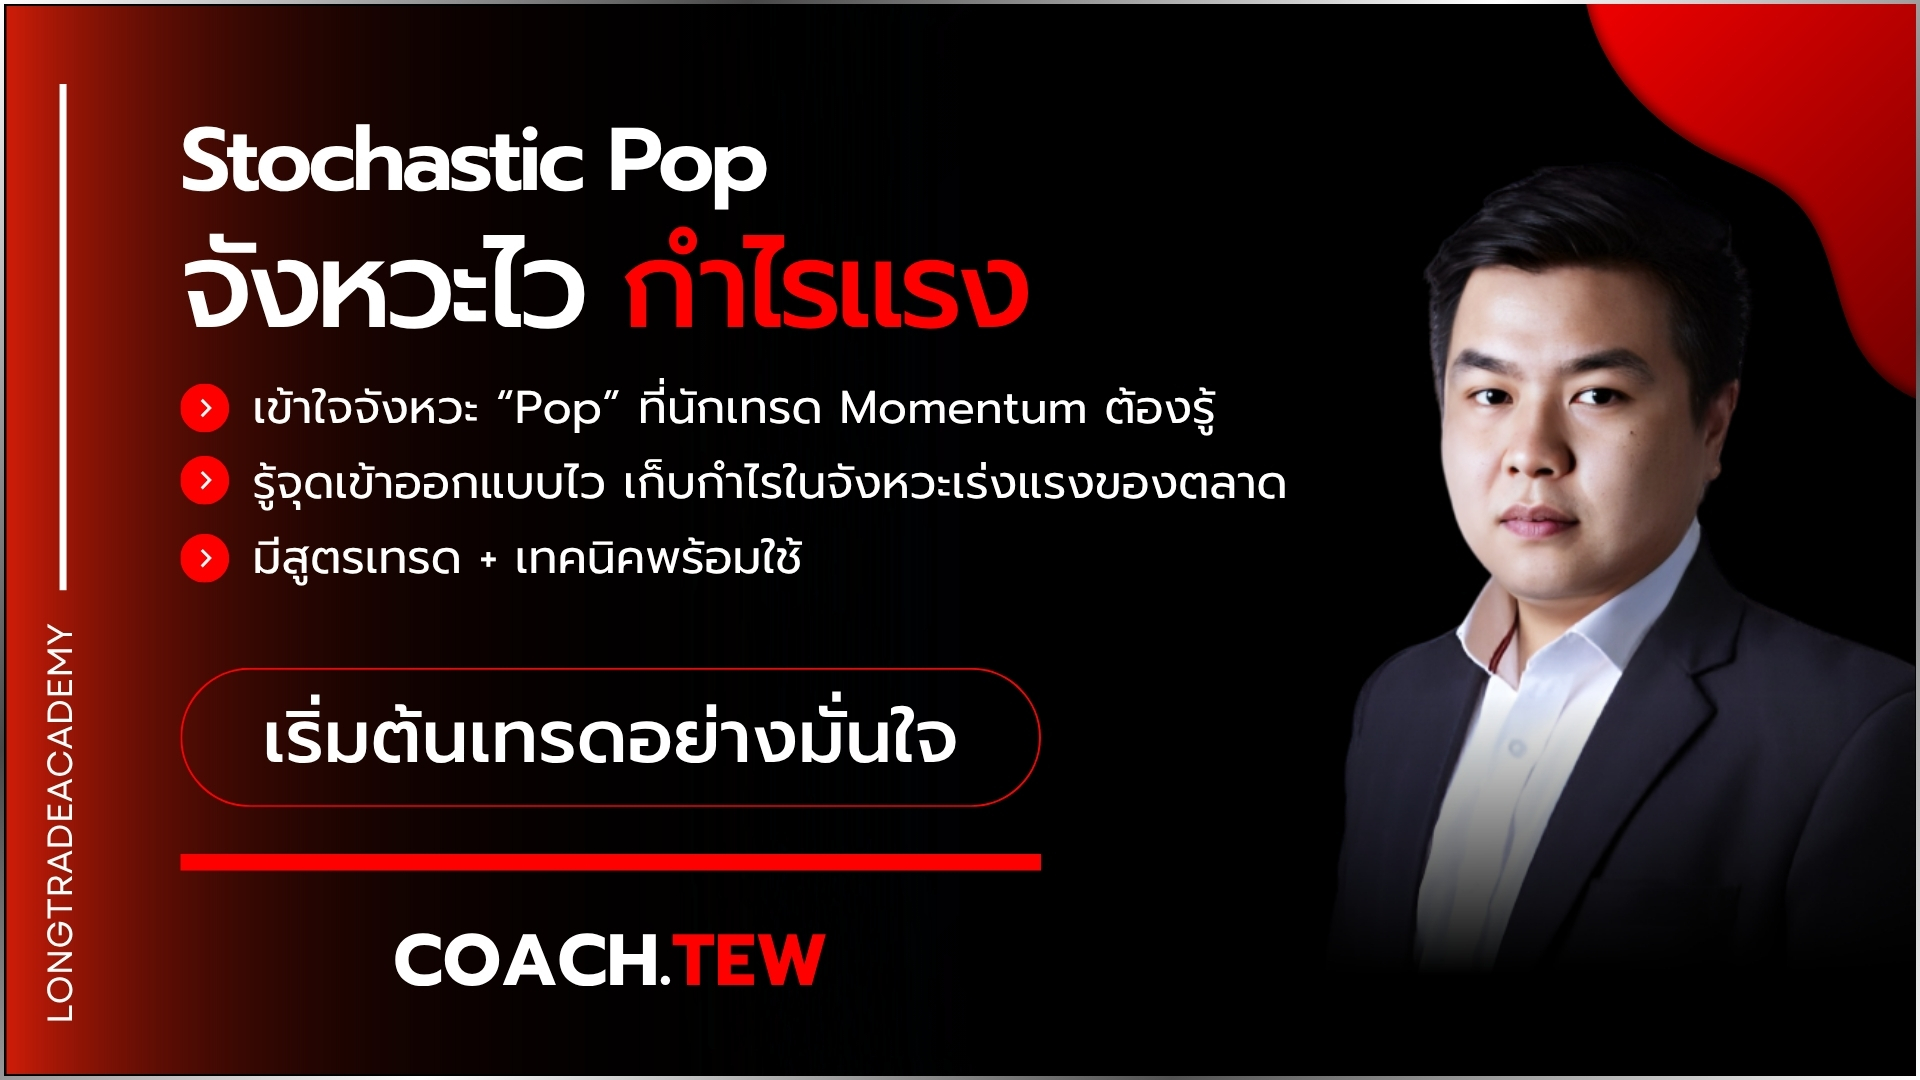 Stochastic Pop
จังหวะไว กำไรแรง
เข้าใจจังหวะ “Pop” ที่นักเทรด Momentum ต้องรู้
รู้จุดเข้าออกแบบไว เก็บกำไรในจังหวะเร่งแรงของตลาด
มีสูตรเทรด + เทคนิคพร้อมใช้
เริ่มต้นเทรดอย่างมั่นใจ
COACH.TEW
LONGTRADEACADEMY